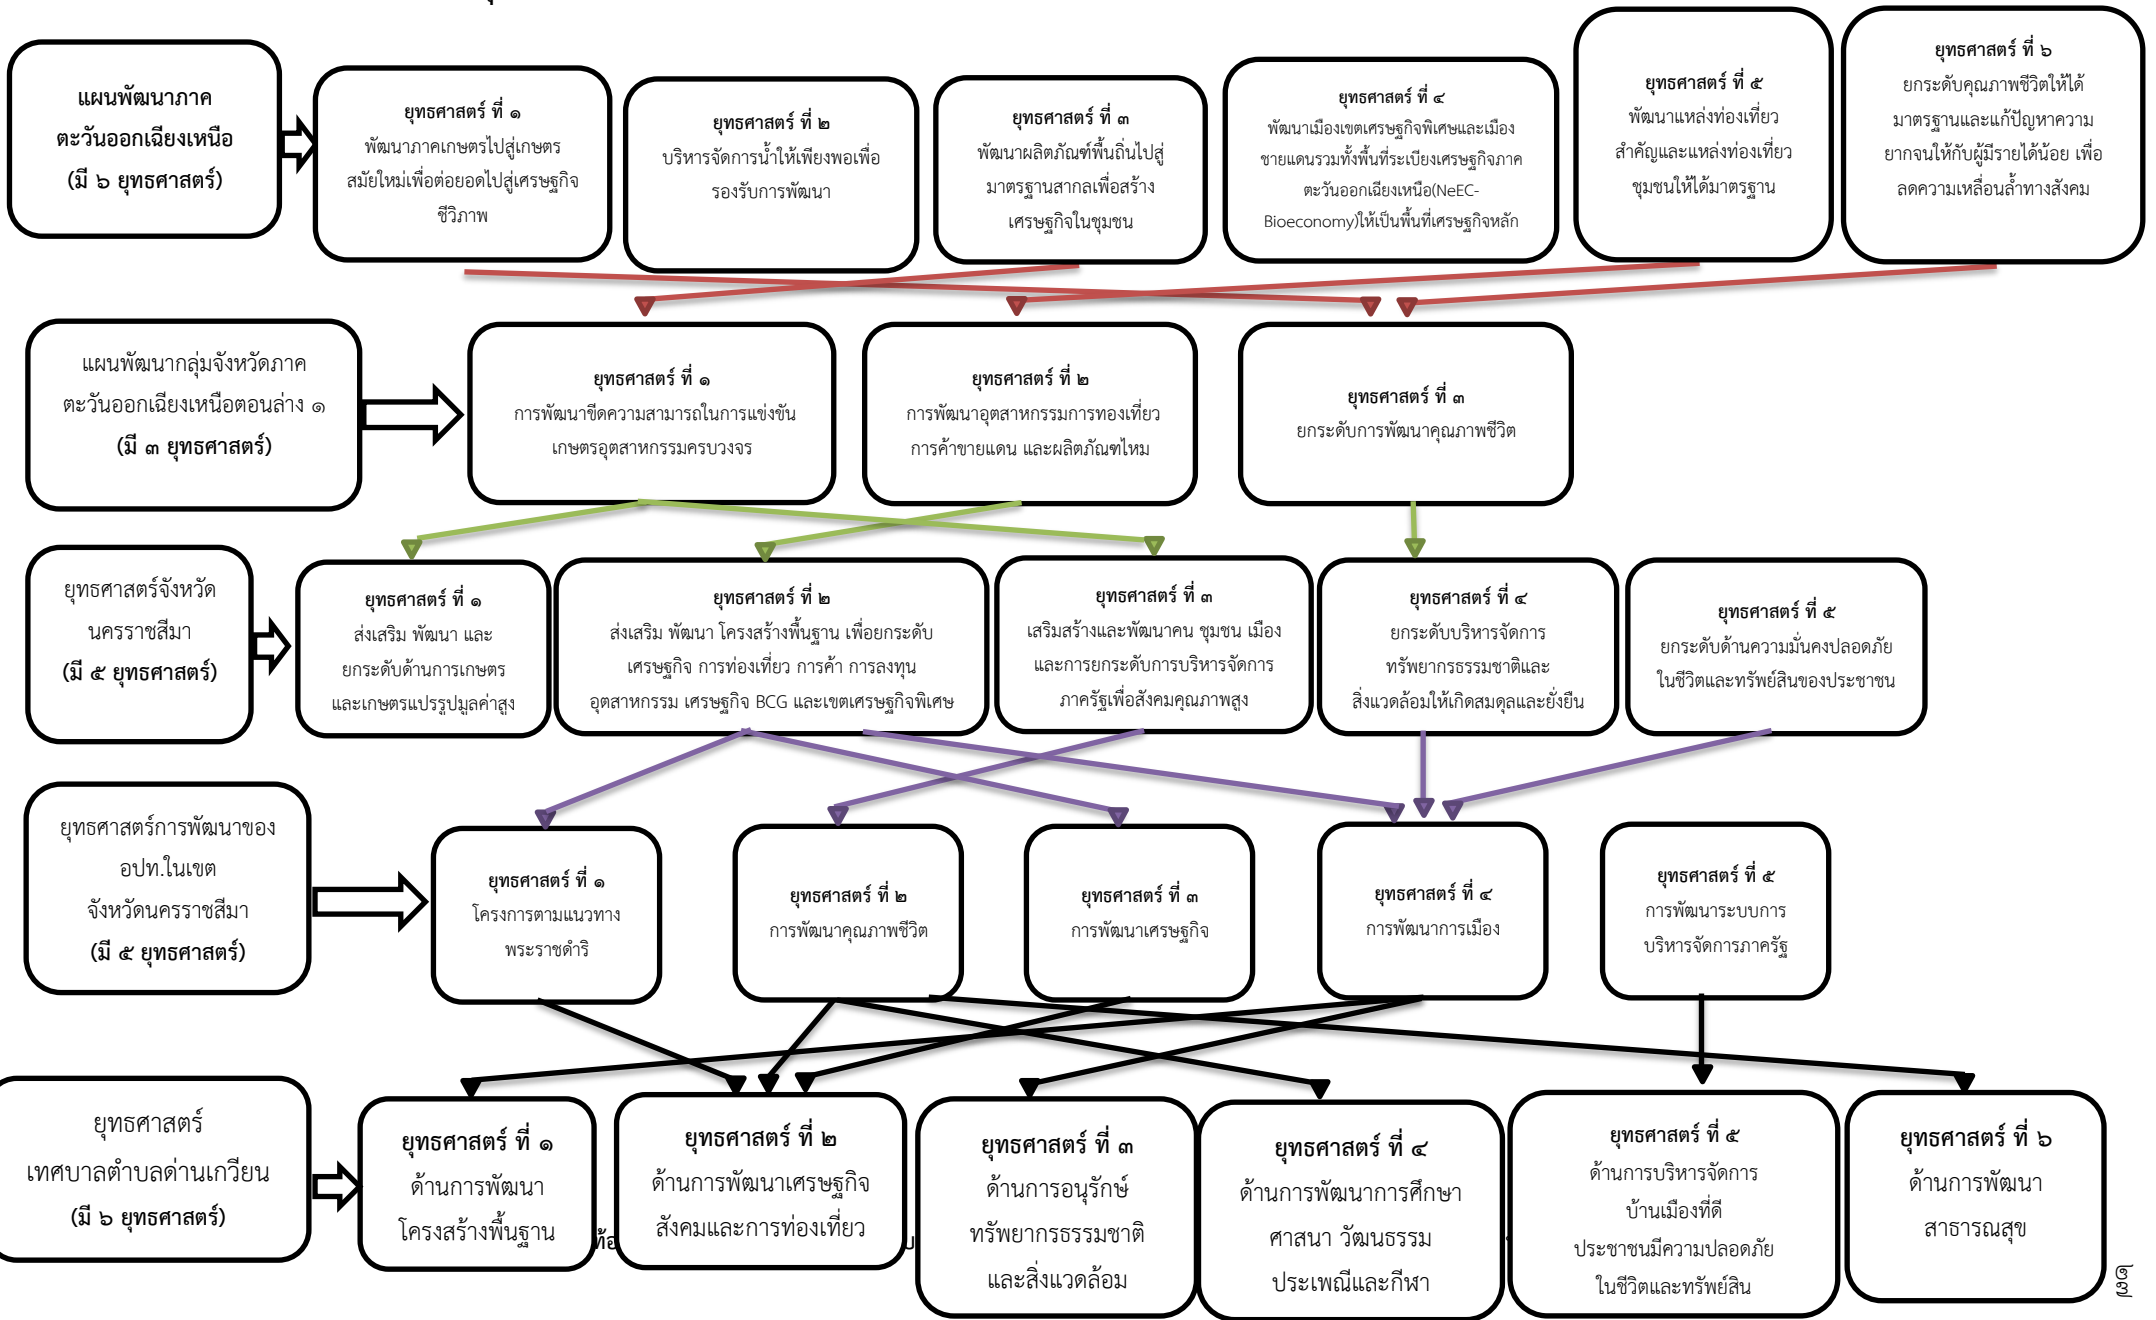 แผนพัฒนาภาค
ตะวันออกเฉียงเหนือ
(มี ๖ ยุทธศาสตร์)
ยุทธศาสตร์ ที่ ๑
พัฒนาภาคเกษตรไปสู่เกษตร
สมัยใหม่เพื่อต่อยอดไปสู่เศรษฐกิจ
ชีวิภาพ
ยุทธศาสตร์ ที่ ๒
บริหารจัดการน้ำให้เพียงพอเพื่อ
รองรับการพัฒนา
ยุทธศาสตร์ ที่ ๓
พัฒนาผลิตภัณฑ์พื้นถิ่นไปสู่
มาตรฐานสากลเพื่อสร้าง
เศรษฐกิจในชุมชน
ยุทธศาสตร์ ที่ ๔
พัฒนาเมืองเขตเศรษฐกิจพิเศษและเมือง
ชายแดนรวมทั้งพื้นที่ระเบียงเศรษฐกิจภาค
ตะวันออกเฉียงเหนือ(NeEC-
Bioeconomy)ให้เป็นพื้นที่เศรษฐกิจหลัก
ยุทธศาสตร์ ที่ ๕
พัฒนาแหล่งท่องเที่ยว
สำคัญและแหล่งท่องเที่ยว
ชุมชนให้ได้มาตรฐาน
ยุทธศาสตร์ ที่ ๖
ยกระดับคุณภาพชีวิตให้ได้
มาตรฐานและแก้ปัญหาความ
ยากจนให้กับผู้มีรายได้น้อย เพื่อ
ลดความเหลื่อนล้ำทางสังคม
แผนพัฒนากลุ่มจังหวัดภาค
ตะวันออกเฉียงเหนือตอนล่าง ๑
(มี ๓ ยุทธศาสตร์)
ยุทธศาสตร์ ที่ ๑
การพัฒนาขีดความสามารถในการแข่งขัน
เกษตรอุตสาหกรรมครบวงจร
ยุทธศาสตร์ ที่ ๒
การพัฒนาอุตสาหกรรมการทองเที่ยว
การค้าขายแดน และผลิตภัณฑไหม
ยุทธศาสตร์ ที่ ๓
ยกระดับการพัฒนาคุณภาพชีวิต
ยุทธศาสตร์จังหวัด
นครราชสีมา
(มี ๕ ยุทธศาสตร์)
ยุทธศาสตร์ ที่ ๑
ส่งเสริม พัฒนา และ
ยกระดับด้านการเกษตร
และเกษตรแปรรูปมูลค่าสูง
ยุทธศาสตร์ ที่ ๒
ส่งเสริม พัฒนา โครงสร้างพื้นฐาน เพื่อยกระดับ
เศรษฐกิจ การท่องเที่ยว การค้า การลงทุน
อุตสาหกรรม เศรษฐกิจ BCG และเขตเศรษฐกิจพิเศษ
ยุทธศาสตร์ ที่ ๓
เสริมสร้างและพัฒนาคน ชุมชน เมือง
และการยกระดับการบริหารจัดการ
ภาครัฐเพื่อสังคมคุณภาพสูง
ยุทธศาสตร์ ที่ ๔
ยกระดับบริหารจัดการ
ทรัพยากรธรรมชาติและ
สิ่งแวดล้อมให้เกิดสมดุลและยั่งยืน
ยุทธศาสตร์ ที่ ๕
ยกระดับด้านความมั่นคงปลอดภัย
ในชีวิตและทรัพย์สินของประชาชน
ยุทธศาสตร์การพัฒนาของ
อปท.ในเขต
จังหวัดนครราชสีมา
(มี ๕ ยุทธศาสตร์)
ยุทธศาสตร์ ที่ ๑
โครงการตามแนวทาง
พระราชดำริ
ยุทธศาสตร์ ที่ ๒
การพัฒนาคุณภาพชีวิต
ยุทธศาสตร์ ที่ ๓
การพัฒนาเศรษฐกิจ
ยุทธศาสตร์ ที่ ๔
การพัฒนาการเมือง
ยุทธศาสตร์ ที่ ๕
การพัฒนาระบบการ
บริหารจัดการภาครัฐ
ยุทธศาสตร์
เทศบาลตำบลด่านเกวียน
(มี ๖ ยุทธศาสตร์)
ยุทธศาสตร์ ที่ ๑
ด้านการพัฒนา
โครงสร้างพื้นฐาน
ยุทธศาสตร์ ที่ ๒
ด้านการพัฒนาเศรษฐกิจ
สังคมและการท่องเที่ยว
ยุทธศาสตร์ ที่ ๓
ด้านการอนุรักษ์
ทรัพยากรธรรมชาติ
และสิ่งแวดล้อม
ยุทธศาสตร์ ที่ ๔
ด้านการพัฒนาการศึกษา
ศาสนา วัฒนธรรม
ประเพณีและกีฬา
ยุทธศาสตร์ ที่ ๕
ด้านการบริหารจัดการ
บ้านเมืองที่ดี
ประชาชนมีความปลอดภัย
ในชีวิตและทรัพย์สิน
ยุทธศาสตร์ ที่ ๖
ด้านการพัฒนา
สาธารณสุข
๒๗